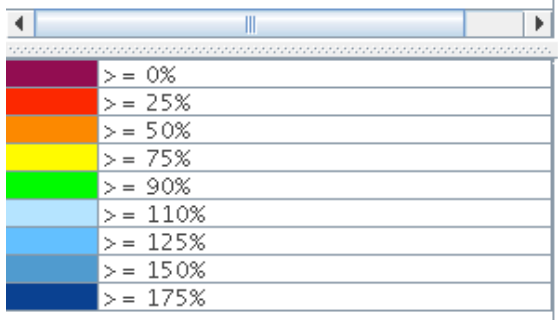 > = 0%
> = 25%
> = 50%
> = 75%
> = 90%
> = 110%
> = 125%
> = 150%
> = 175%